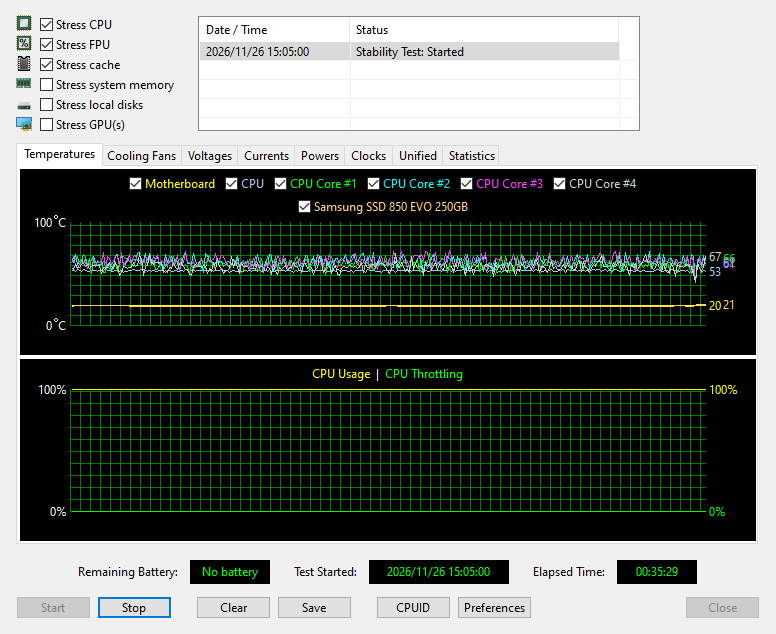 Stress CPU
Stress FPU
Stress cache
Stress system memory
Stress local disks
Stress GPU(s)
Date / Time Status
2026/11/26 15:05:00 Stability Test: Started
Temperatures Cooling Fans Voltages Currents Powers Clocks Unified Statistics
Motherboard CPU CPU Core #1 CPU Core #2 CPU Core #3 CPU Core #4
Samsung SSD 850 EVO 250GB
100°C
67
53
20 21
0°C
CPU Usage | CPU Throttling
100% 100%
0% 0%
Remaining Battery: No battery Test Started: 2026/11/26 15:05:00 Elapsed Time: 00:35:29
Start Stop Clear Save CPUID Preferences Close